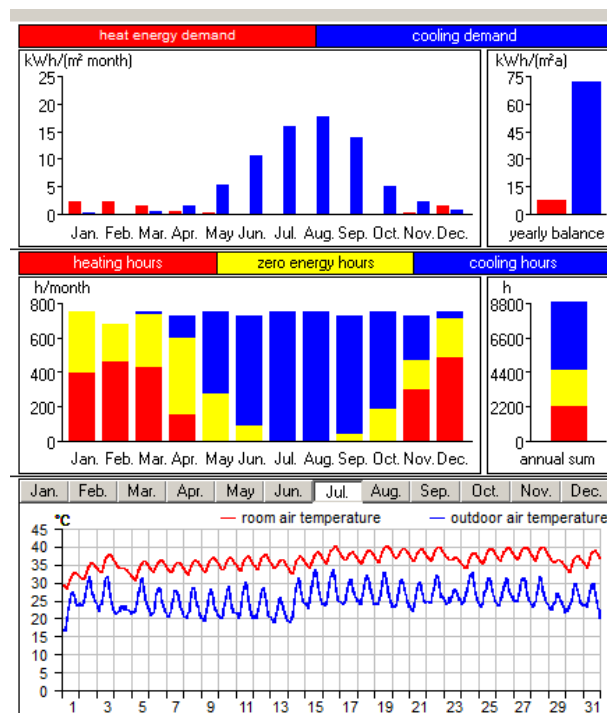 heat energy demand cooling demand
kWh/(m² month) kWh/(m²a)
25 75
20 60
15 45
10 30
5 15
0 0
Jan. Feb. Mar. Apr. May Jun. Jul. Aug. Sep. Oct. Nov. Dec. yearly balance
heating hours zero energy hours cooling hours
h/month h
800 8800
600 6600
400 4400
200 2200
0 0
Jan. Feb. Mar. Apr. May Jun. Jul. Aug. Sep. Oct. Nov. Dec. annual sum
Jan. Feb. Mar. Apr. May Jun. Jul. Aug. Sep. Oct. Nov. Dec.
°C room air temperature outdoor air temperature
45
40
35
30
25
20
15
10
5
0
1 3 5 7 9 11 13 15 17 19 21 23 25 27 29 31